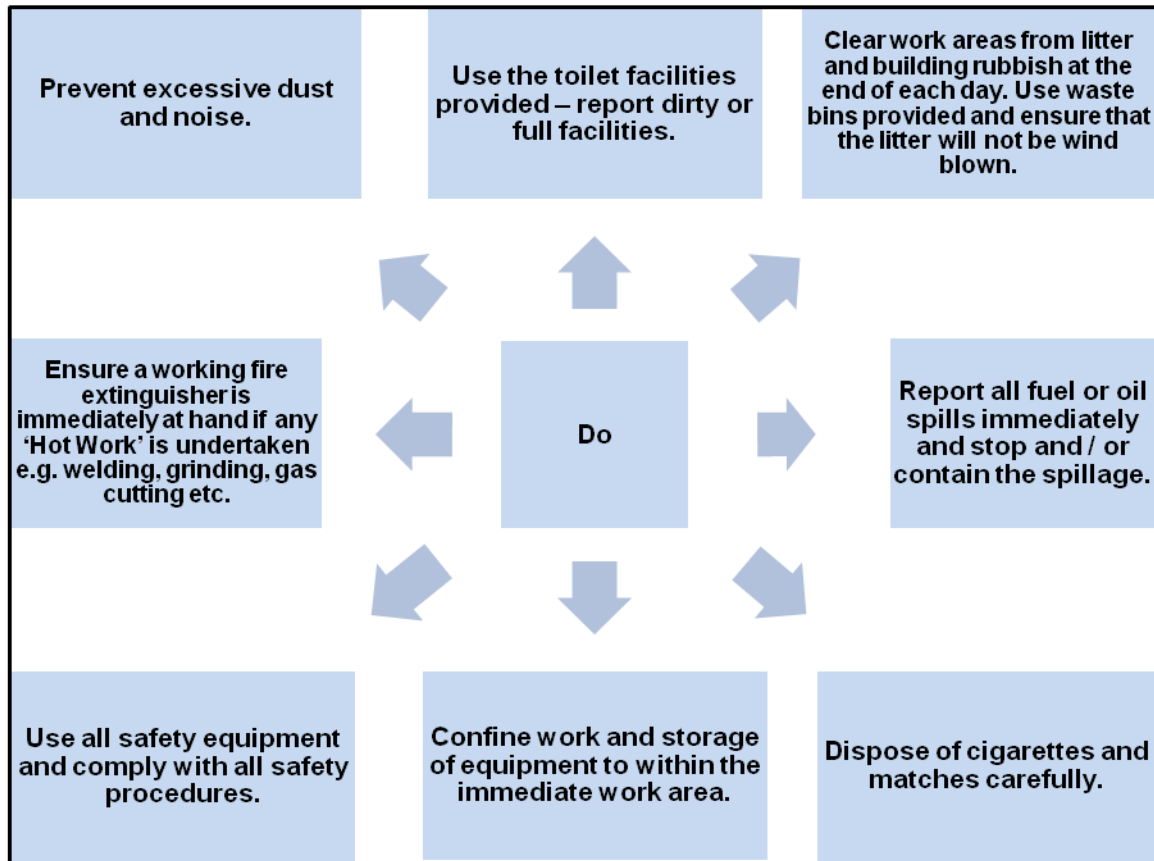 Prevent excessive dust
and noise.
Use the toilet facilities
provided – report dirty or
full facilities.
Clear work areas from litter
and building rubbish at the
end of each day. Use waste
bins provided and ensure that
the litter will not be wind
blown.
Ensure a working fire
extinguisher is
immediately at hand if any
‘Hot Work’ is undertaken
e.g. welding, grinding, gas
cutting etc.
Do
Report all fuel or oil
spills immediately
and stop and / or
contain the spillage.
Use all safety equipment
and comply with all safety
procedures.
Confine work and storage
of equipment to within the
immediate work area.
Dispose of cigarettes and
matches carefully.